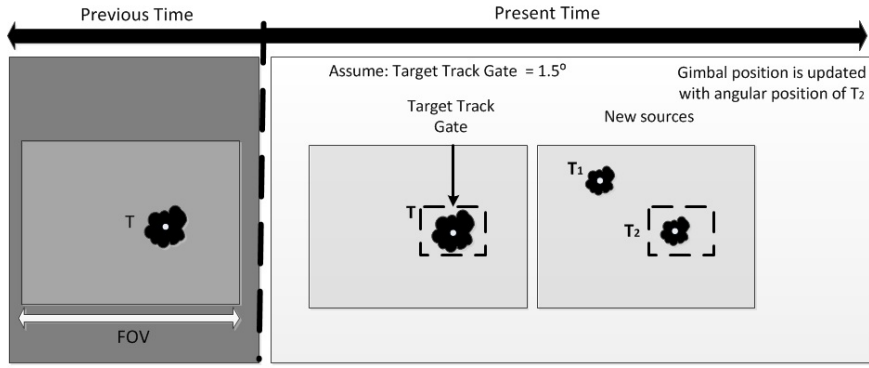 Previous Time
Present Time
Assume: Target Track Gate = 1.5⁰
Gimbal position is updated
with angular position of T₂
Target Track
Gate
New sources
T
T
T₁
T₂
FOV